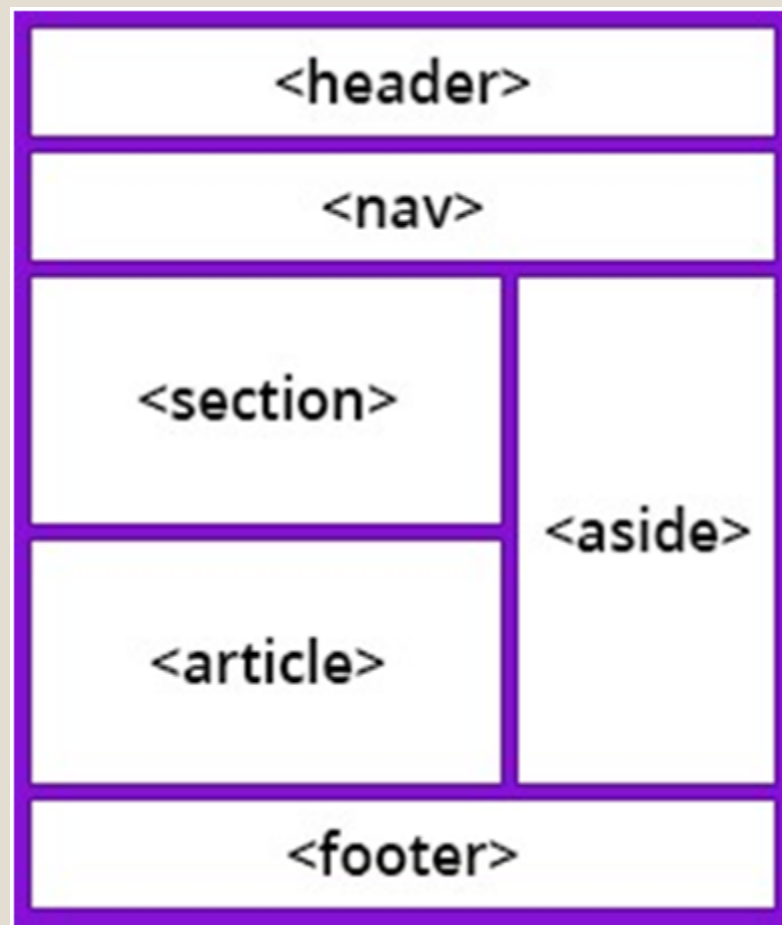 <header>
<nav>
<section>
<aside>
<article>
<footer>